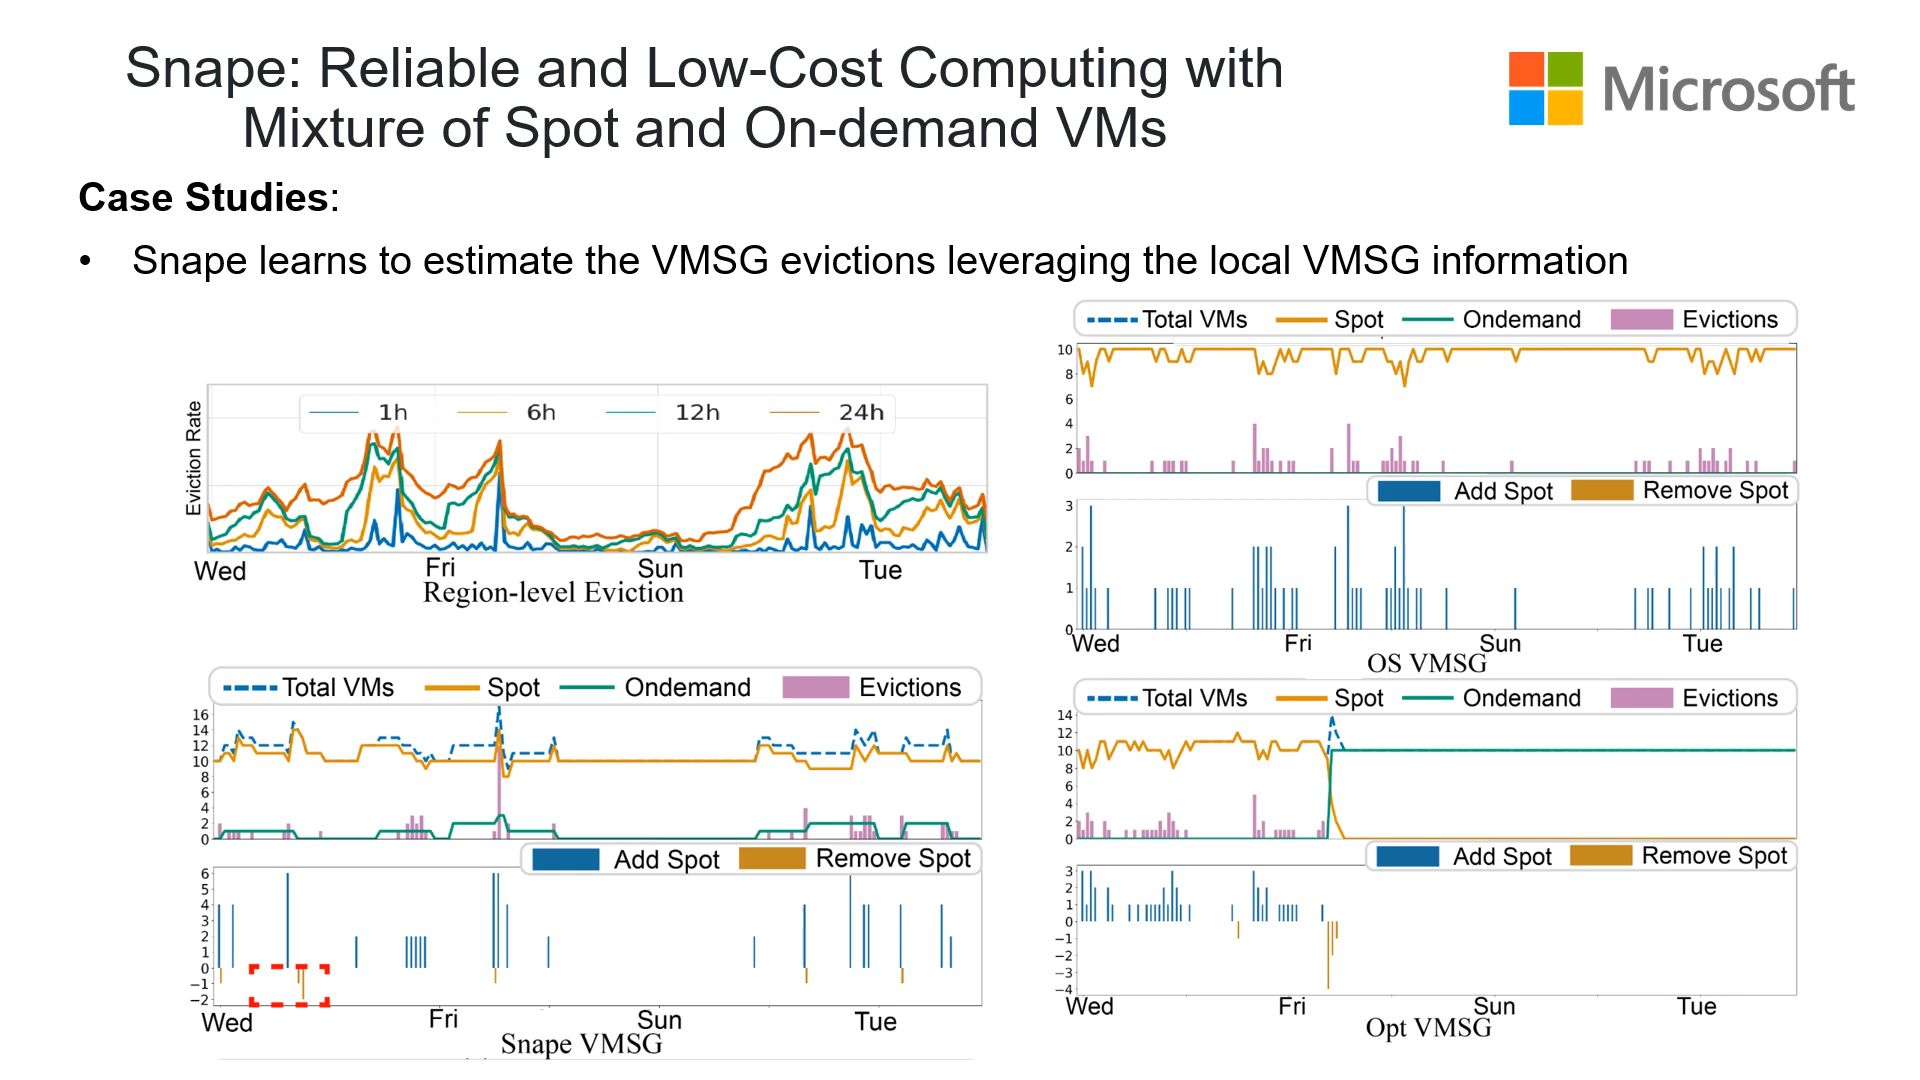 Snape: Reliable and Low-Cost Computing with
Mixture of Spot and On-demand VMs
Microsoft
Case Studies:
• Snape learns to estimate the VMSG evictions leveraging the local VMSG information
Eviction Rate
1h 6h 12h 24h
Wed Fri Sun Tue
Region-level Eviction
Total VMs Spot Ondemand Evictions
10
8
6
4
2
0
Add Spot Remove Spot
3
2
1
0
Wed Fri Sun Tue
OS VMSG
Total VMs Spot Ondemand Evictions
16
14
12
10
8
6
4
2
0
Add Spot Remove Spot
6
5
4
3
2
1
0
−1
−2
Wed Fri Sun Tue
Snape VMSG
Total VMs Spot Ondemand Evictions
14
12
10
8
6
4
2
0
Add Spot Remove Spot
3
2
1
0
−1
−2
−3
−4
Wed Fri Sun Tue
Opt VMSG